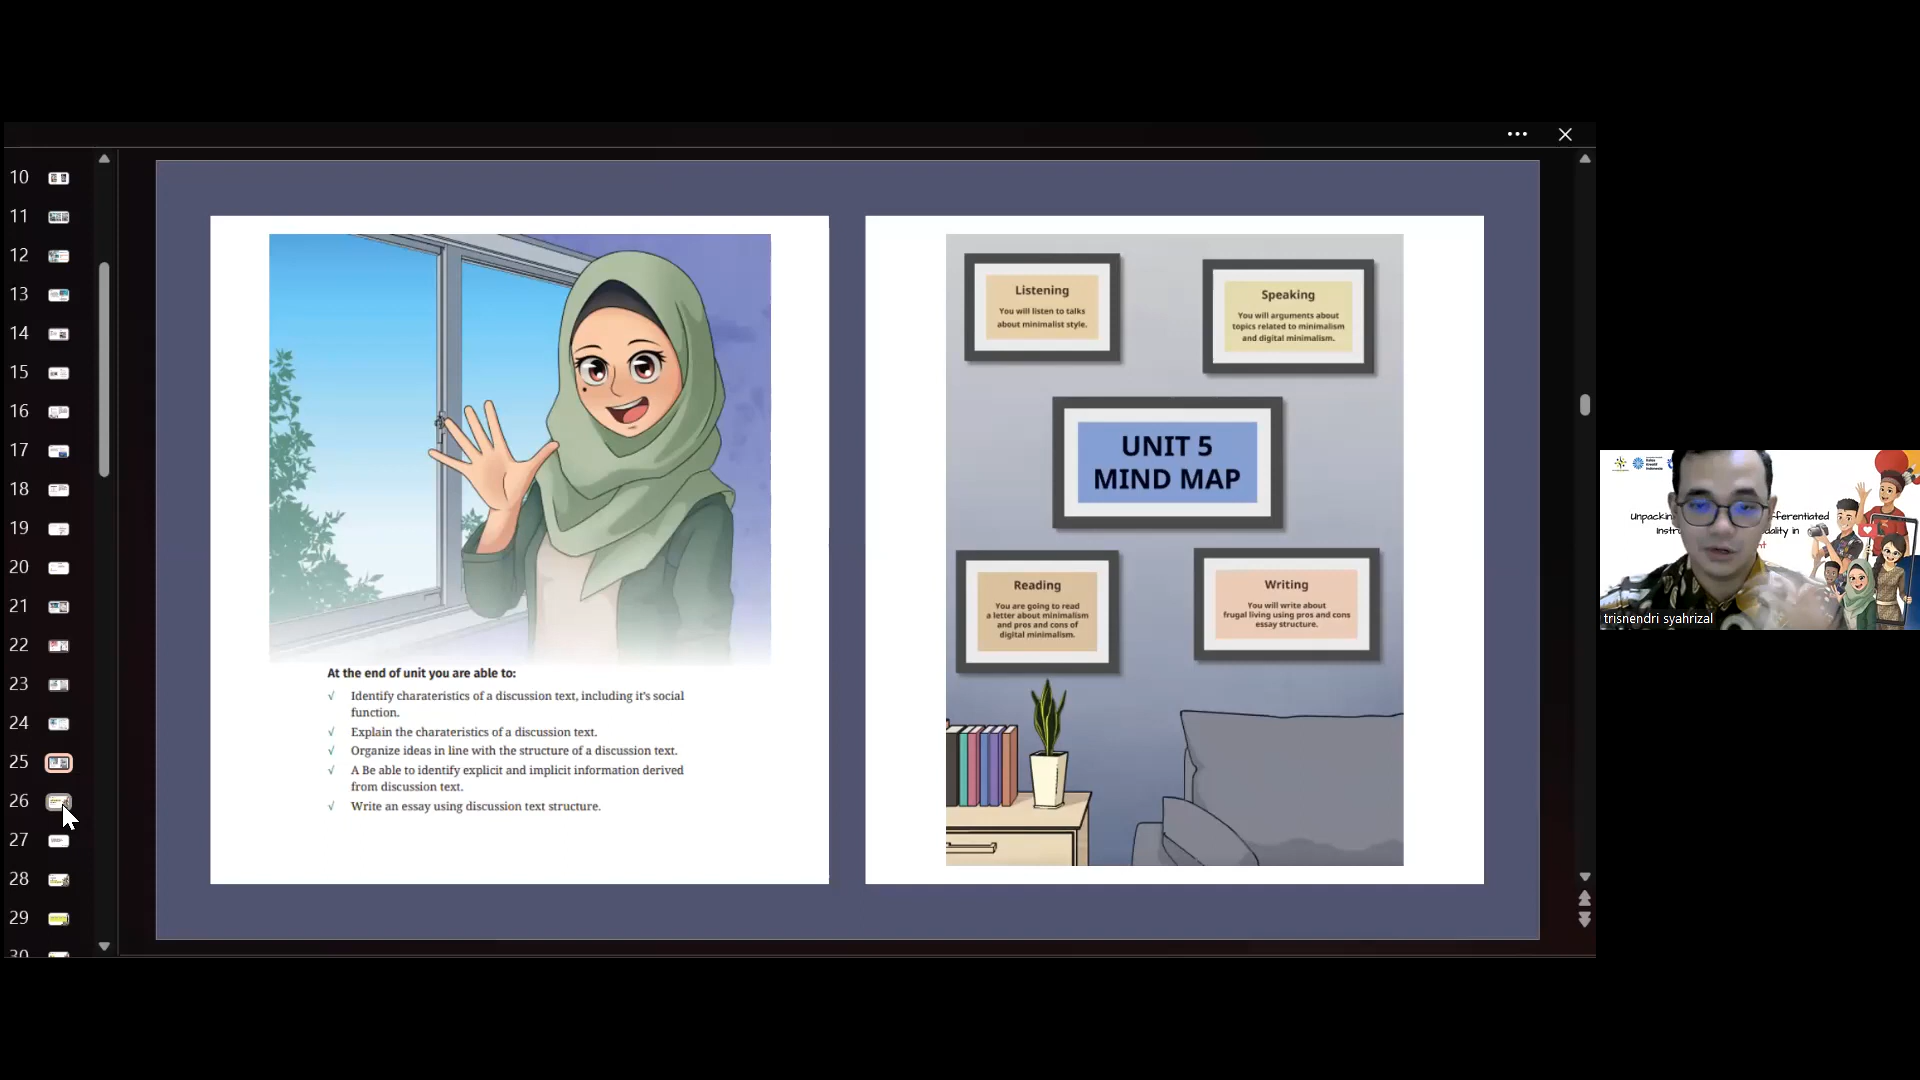 10
11
12
13
14
15
16
17
18
19
20
21
22
23
24
25
26
27
28
29
30
At the end of unit you are able to:
√ Identify charateristics of a discussion text, including it's social
function.
√ Explain the charateristics of a discussion text.
√ Organize ideas in line with the structure of a discussion text.
√ A Be able to identify explicit and implicit information derived
from discussion text.
√ Write an essay using discussion text structure.
Listening
You will listen to talks
about minimalist style.
Speaking
You will arguments about
topics related to minimalism
and digital minimalism.
UNIT 5
MIND MAP
Reading
You are going to read
a letter about minimalism
and pros and cons of
digital minimalism.
Writing
You will write about
frugal living using pros and cons
essay structure.
trisnendri syahrizal